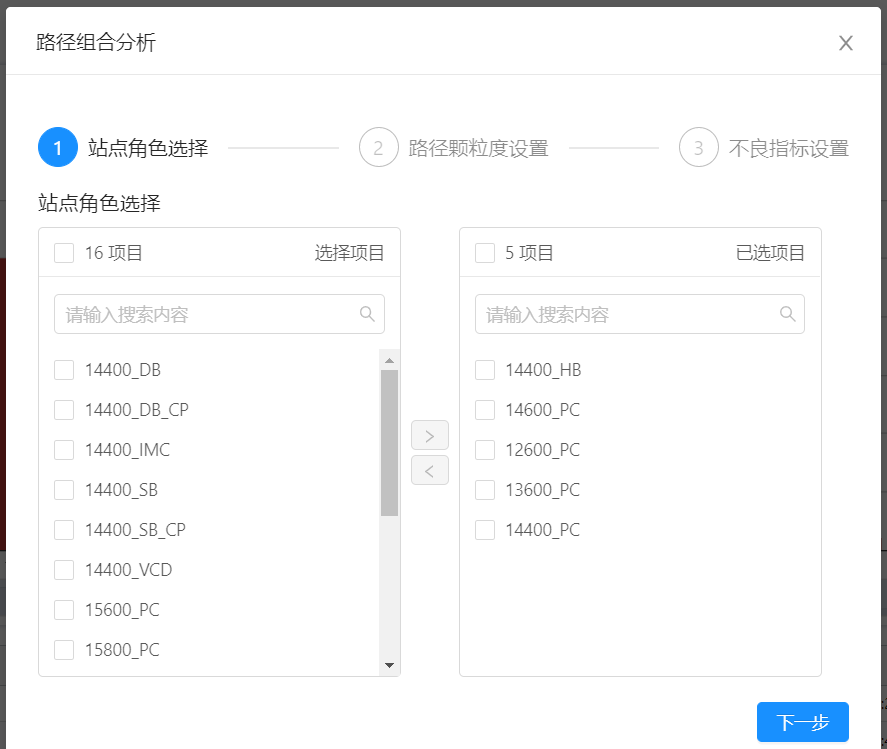 路径组合分析
1 站点角色选择
2 路径颗粒度设置
3 不良指标设置
站点角色选择
16 项目 选择项目
请输入搜索内容
14400_DB
14400_DB_CP
14400_IMC
14400_SB
14400_SB_CP
14400_VCD
15600_PC
15800_PC
5 项目 已选项目
请输入搜索内容
14400_HB
14600_PC
12600_PC
13600_PC
14400_PC
下一步